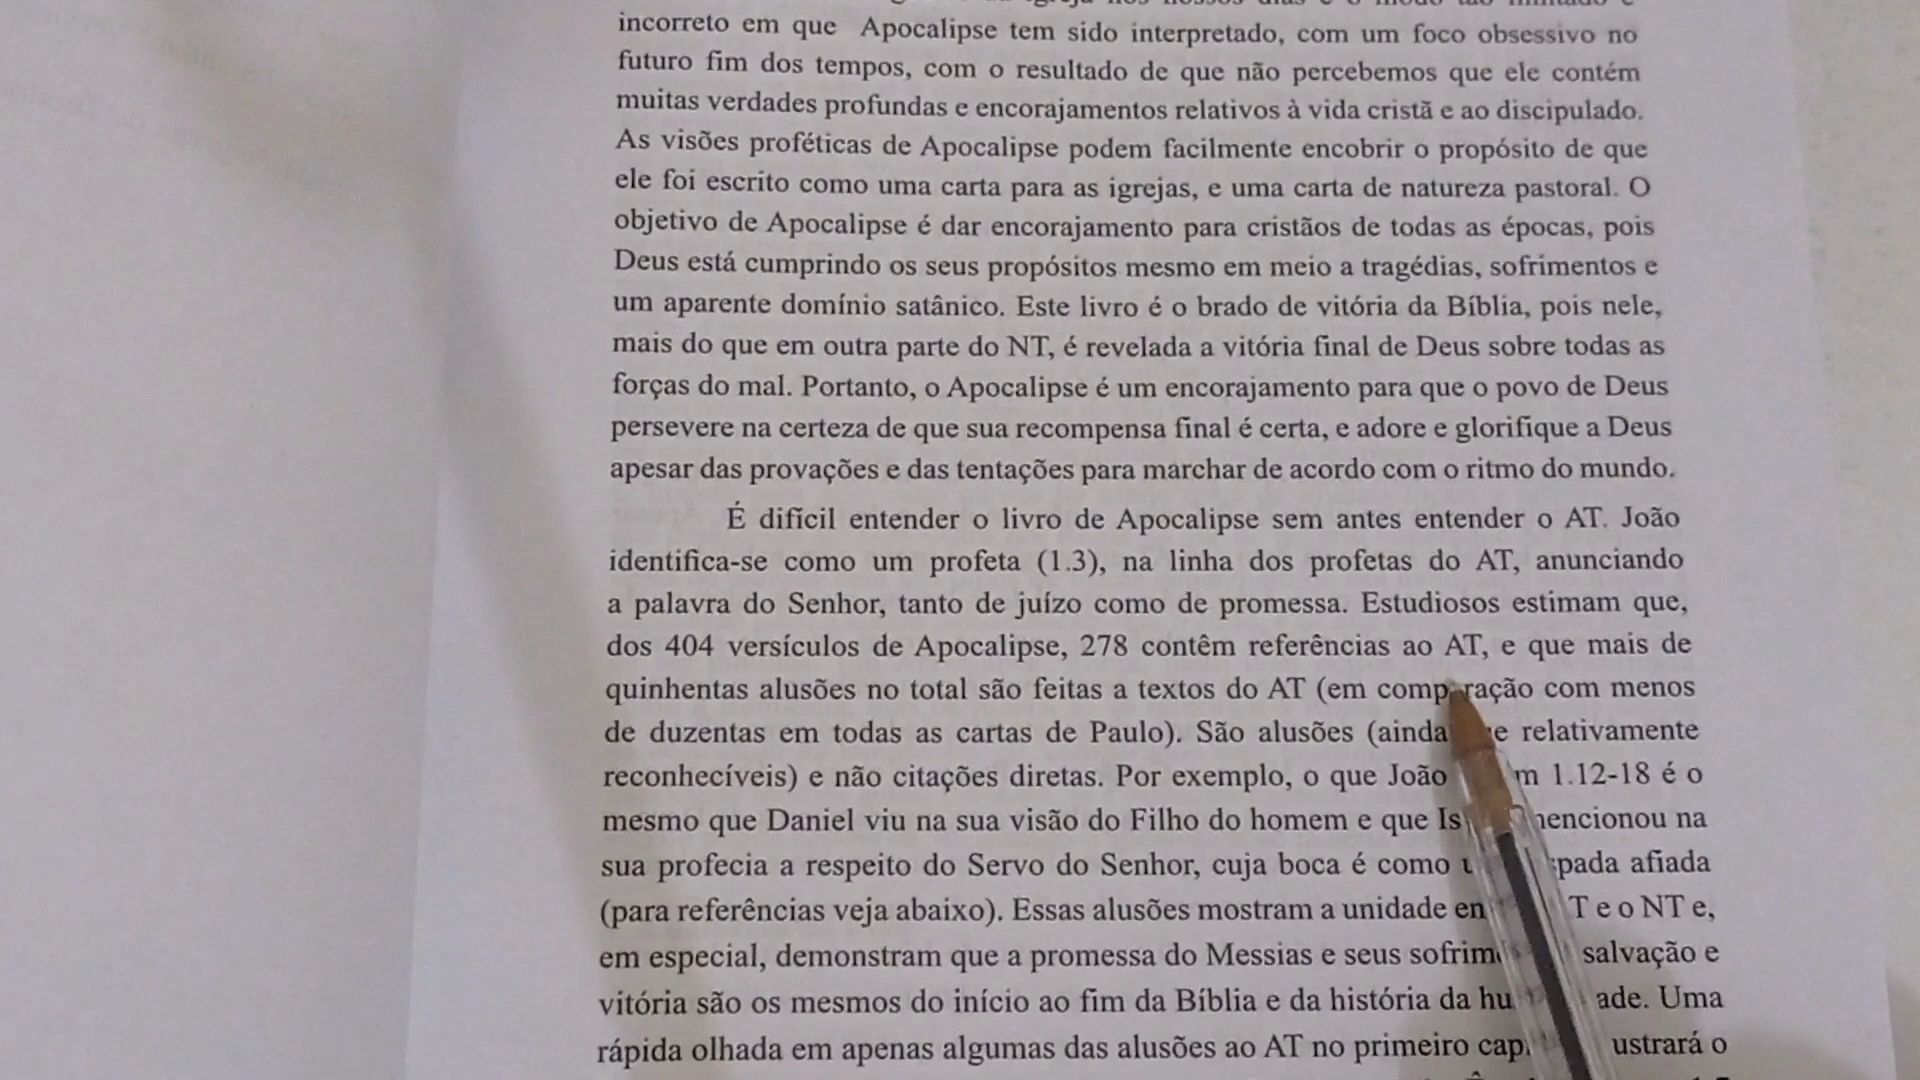 incorreto em que Apocalipse tem sido interpretado, com um foco obsessivo no
futuro fim dos tempos, com o resultado de que não percebemos que ele contém
muitas verdades profundas e encorajamentos relativos à vida cristã e ao discipulado.
As visões proféticas de Apocalipse podem facilmente encobrir o propósito de que
ele foi escrito como uma carta para as igrejas, e uma carta de natureza pastoral. O
objetivo de Apocalipse é dar encorajamento para cristãos de todas as épocas, pois
Deus está cumprindo os seus propósitos mesmo em meio a tragédias, sofrimentos e
um aparente domínio satânico. Este livro é o brado de vitória da Bíblia, pois nele,
mais do que em outra parte do NT, é revelada a vitória final de Deus sobre todas as
forças do mal. Portanto, o Apocalipse é um encorajamento para que o povo de Deus
persevere na certeza de que sua recompensa final é certa, e adore e glorifique a Deus
apesar das provações e das tentações para marchar de acordo com o ritmo do mundo.
É difícil entender o livro de Apocalipse sem antes entender o AT. João
identifica-se como um profeta (1.3), na linha dos profetas do AT, anunciando
a palavra do Senhor, tanto de juízo como de promessa. Estudiosos estimam que,
dos 404 versículos de Apocalipse, 278 contêm referências ao AT, e que mais de
quinhentas alusões no total são feitas a textos do AT (em comparação com menos
de duzentas em todas as cartas de Paulo). São alusões (ainda relativamente
reconhecíveis) e não citações diretas. Por exemplo, o que João 1.12-18 é o
mesmo que Daniel viu na sua visão do Filho do homem e que mencionou na
sua profecia a respeito do Servo do Senhor, cuja boca é como espada afiada
(para referências veja abaixo). Essas alusões mostram a unidade e o NT e,
em especial, demonstram que a promessa do Messias e seus salvação e
vitória são os mesmos do início ao fim da Bíblia e da história da Uma
rápida olhada em apenas algumas das alusões ao AT no primeiro o